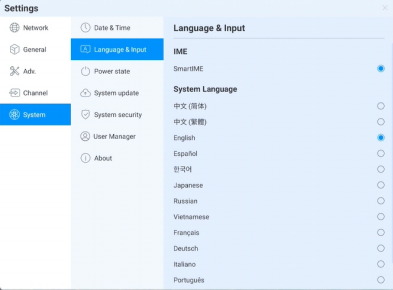 Settings
Network
General
Adv.
Channel
System
Date & Time
Language & Input
Power state
System update
System security
User Manager
About
Language & Input
IME
SmartIME
System Language
中文 (简体)
中文 (繁體)
English
Español
한국어
Japanese
Russian
Vietnamese
Français
Deutsch
Italiano
Português